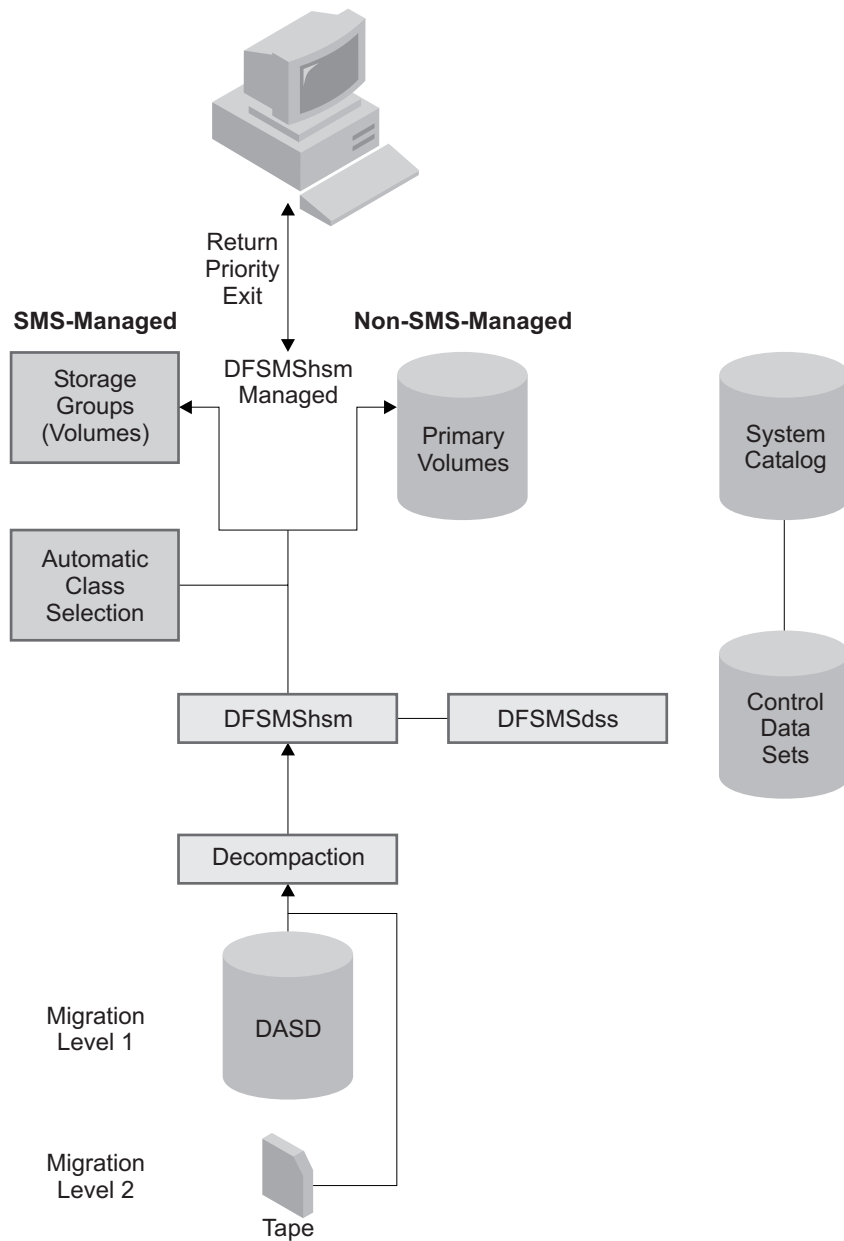 Return
Priority
Exit
SMS-Managed
Non-SMS-Managed
Storage
Groups
(Volumes)
DFSMShsm
Managed
Primary
Volumes
System
Catalog
Automatic
Class
Selection
DFSMShsm
DFSMSdss
Control
Data
Sets
Decompaction
Migration
Level 1
DASD
Migration
Level 2
Tape